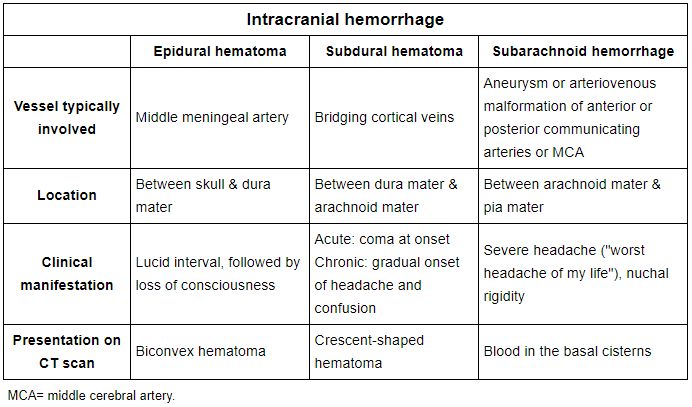 Intracranial hemorrhage
Epidural hematoma
Subdural hematoma
Subarachnoid hemorrhage
Vessel typically
involved
Middle meningeal artery
Bridging cortical veins
Aneurysm or arteriovenous
malformation of anterior or
posterior communicating
arteries or MCA
Location
Between skull & dura
mater
Between dura mater &
arachnoid mater
Between arachnoid mater &
pia mater
Clinical
manifestation
Lucid interval, followed by
loss of consciousness
Acute: coma at onset
Chronic: gradual onset
of headache and
confusion
Severe headache ("worst
headache of my life"), nuchal
rigidity
Presentation on
CT scan
Biconvex hematoma
Crescent-shaped
hematoma
Blood in the basal cisterns
MCA= middle cerebral artery.